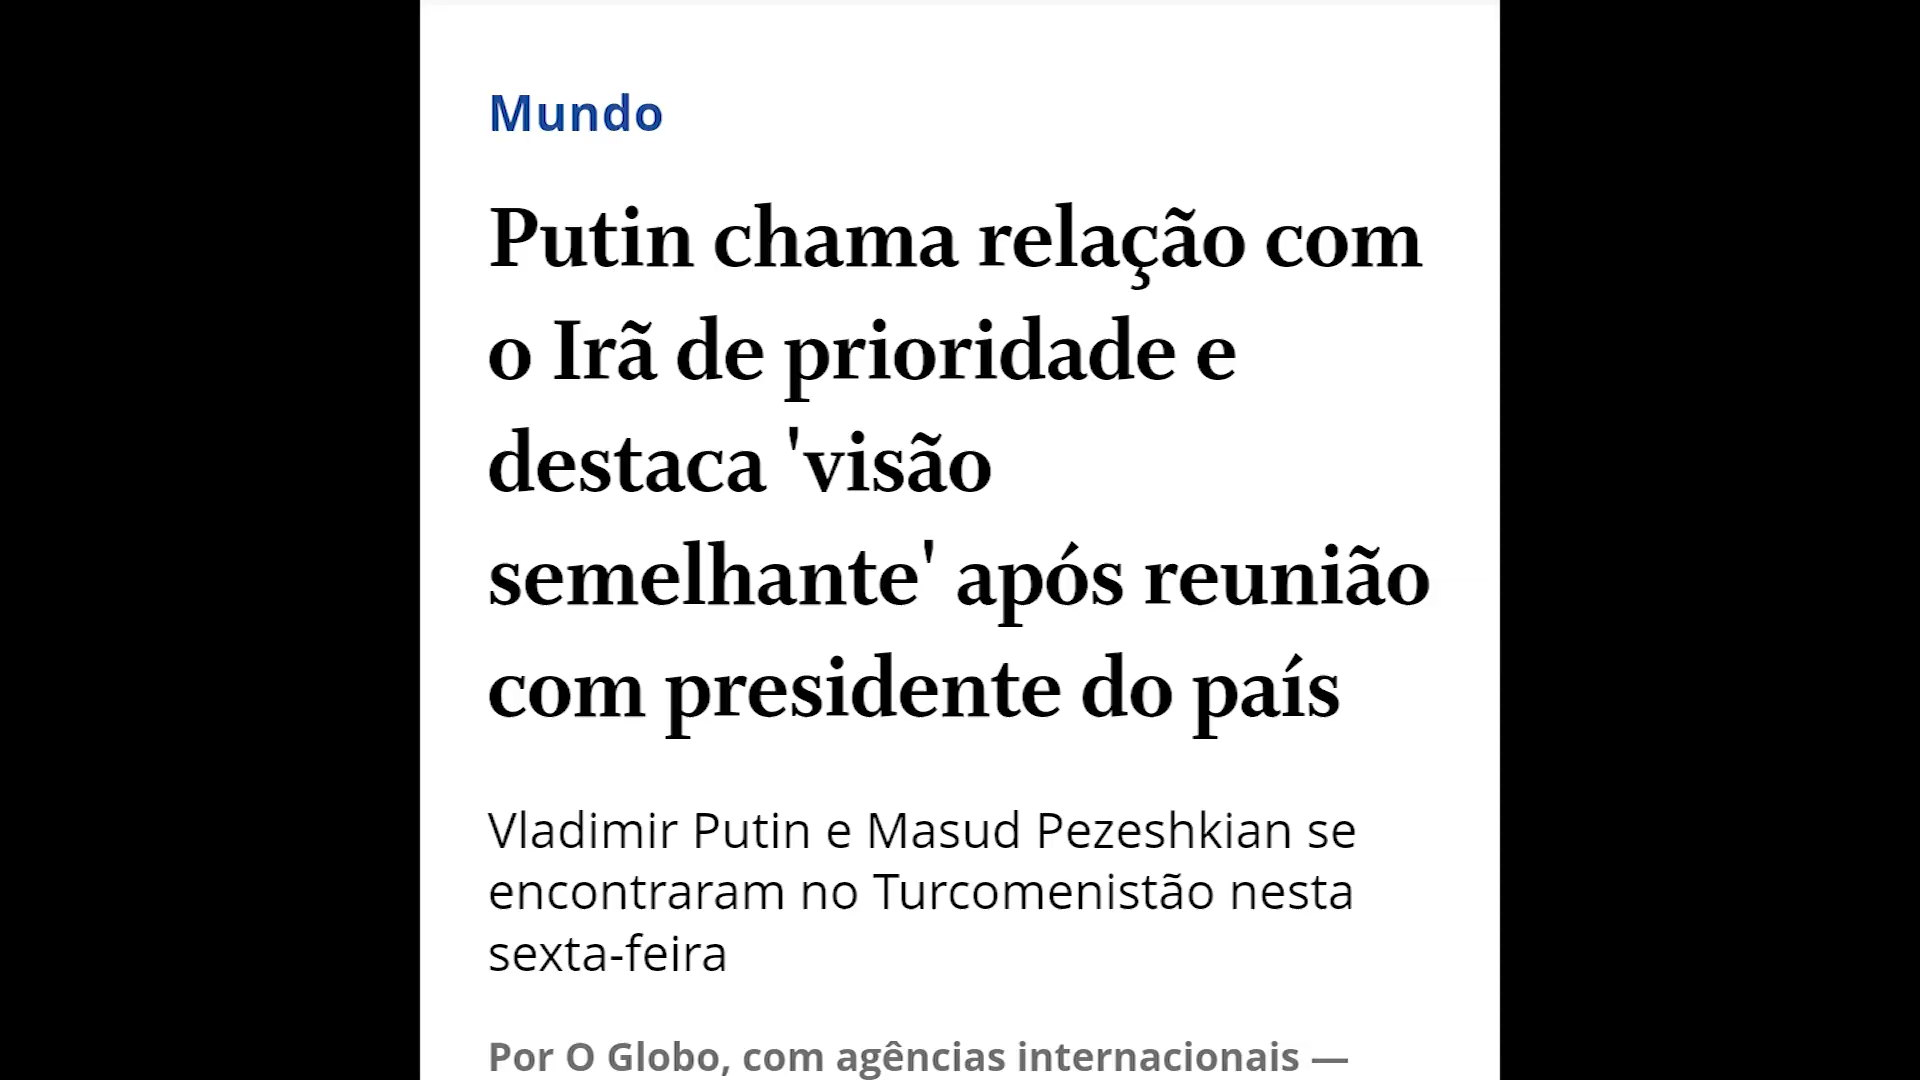 Mundo
Putin chama relação com
o Irã de prioridade e
destaca 'visão
semelhante' após reunião
com presidente do país
Vladimir Putin e Masud Pezeshkian se
encontraram no Turcomenistão nesta
sexta-feira
Por O Globo, com agências internacionais —